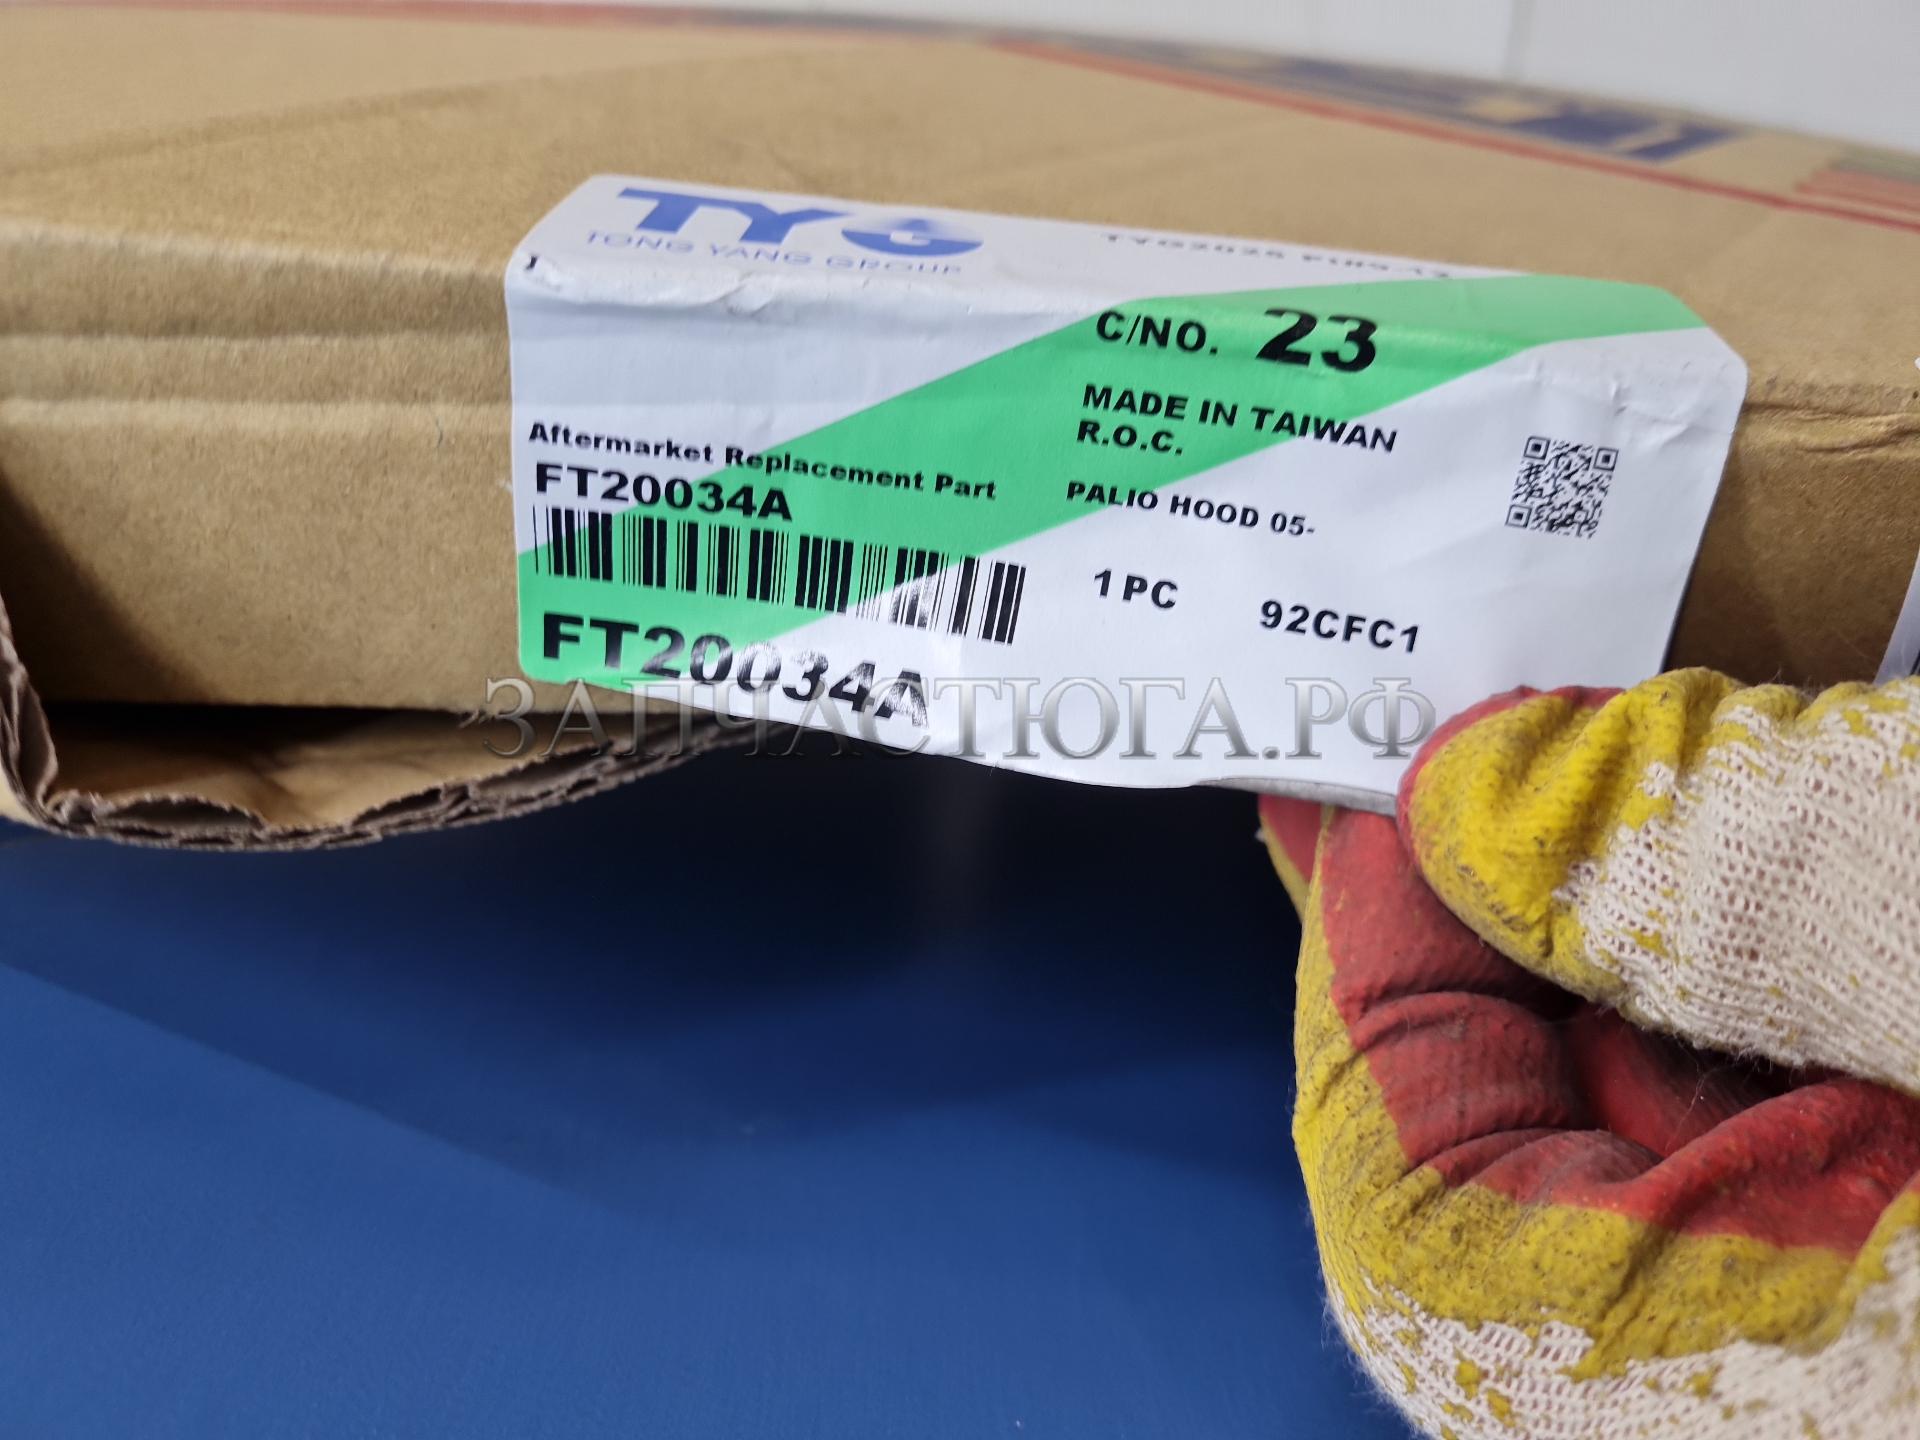 TYG
TONG YANG GROUP
C/NO. 23
MADE IN TAIWAN
R.O.C.
Aftermarket Replacement Part
FT20034A
PALIO HOOD 05-
1 PC 92CFC1
FT20034A
ЗАПЧАСТЮГА.РФ